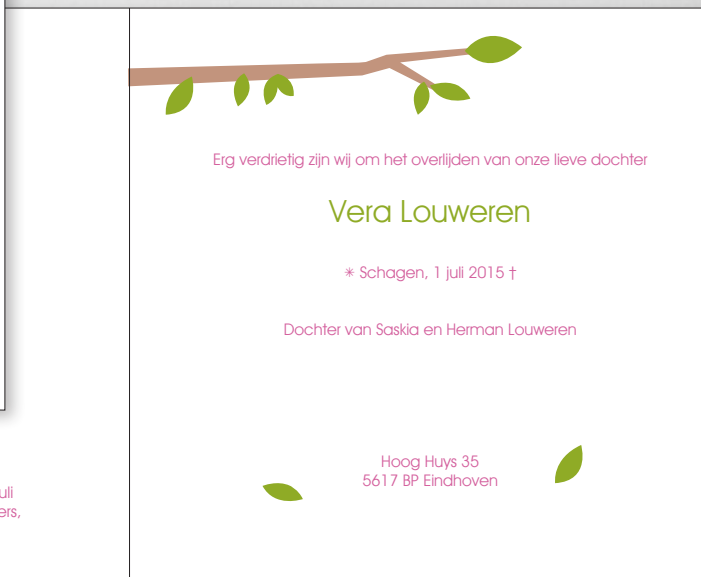 Erg verdrietig zijn wij om het overlijden van onze lieve dochter
Vera Louweren
✴ Schagen, 1 juli 2015 †
Dochter van Saskia en Herman Louweren
Hoog Huys 35
5617 BP Eindhoven